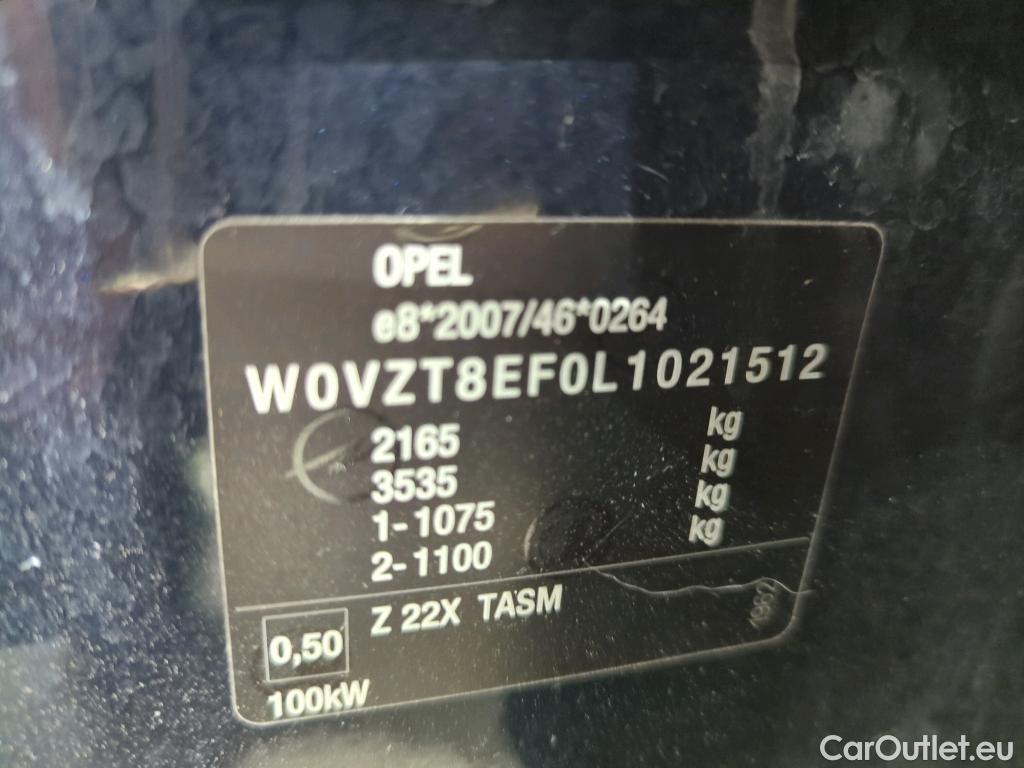 OPEL
e8*2007/46*0264
W0VZT8EF0L1021512
2165 kg
3535 kg
1-1075 kg
2-1100 kg
Z 22X TASM
0,50
100kW
CarOutlet.eu